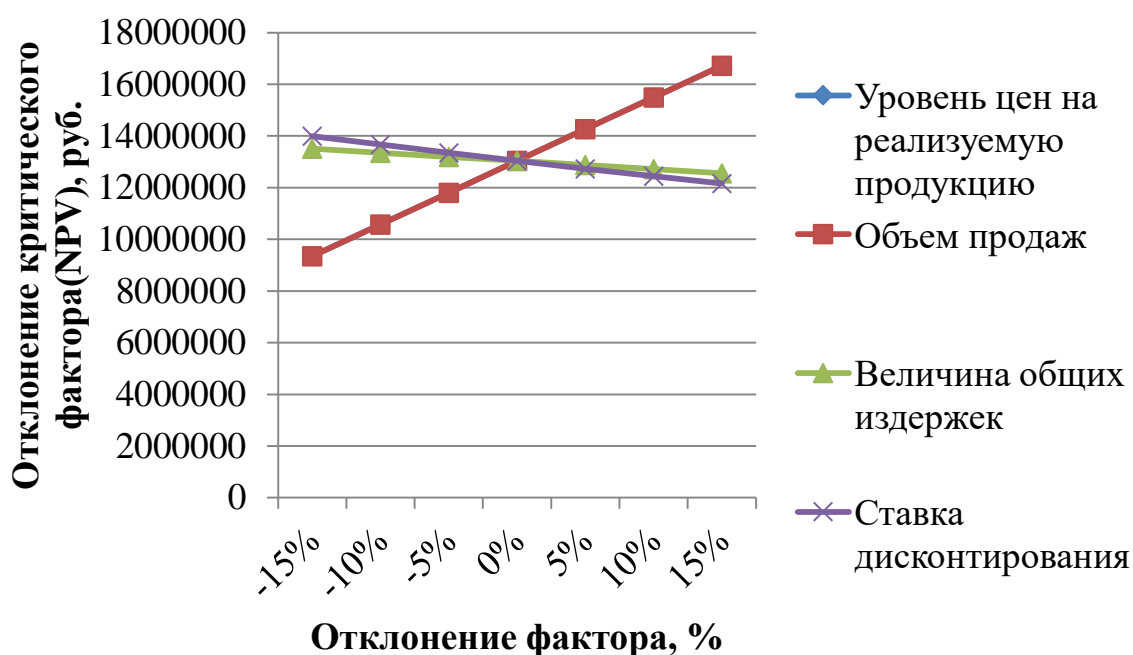 Отклонение критического
фактора(NPV), руб.
18000000
16000000
14000000
12000000
10000000
8000000
6000000
4000000
2000000
0
-15%
-10%
-5%
0%
5%
10%
15%
Отклонение фактора, %
Уровень цен на
реализуемую
продукцию
Объем продаж
Величина общих
издержек
Ставка
дисконтирования